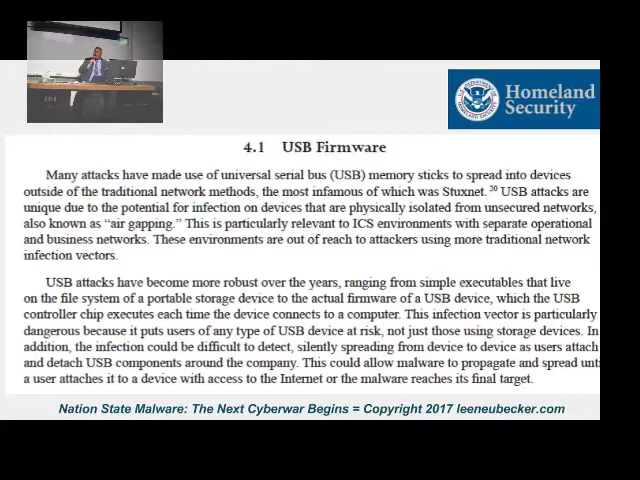 Homeland
Security
4.1 USB Firmware
Many attacks have made use of universal serial bus (USB) memory sticks to spread into devices
outside of the traditional network methods, the most infamous of which was Stuxnet. 20 USB attacks are
unique due to the potential for infection on devices that are physically isolated from unsecured networks,
also known as “air gapping.” This is particularly relevant to ICS environments with separate operational
and business networks. These environments are out of reach to attackers using more traditional network
infection vectors.
USB attacks have become more robust over the years, ranging from simple executables that live
on the file system of a portable storage device to the actual firmware of a USB device, which the USB
controller chip executes each time the device connects to a computer. This infection vector is particularly
dangerous because it puts users of any type of USB device at risk, not just those using storage devices. In
addition, the infection could be difficult to detect, silently spreading from device to device as users attach
and detach USB components around the company. This could allow malware to propagate and spread unti
a user attaches it to a device with access to the Internet or the malware reaches its final target.
Nation State Malware: The Next Cyberwar Begins = Copyright 2017 leeneubecker.com